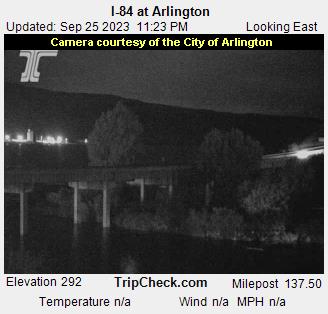 I-84 at Arlington
Updated: Sep 25 2023 11:23 PM Looking East
Camera courtesy of the City of Arlington
Elevation 292 TripCheck.com Milepost 137.50
Temperature n/a Wind n/a MPH n/a